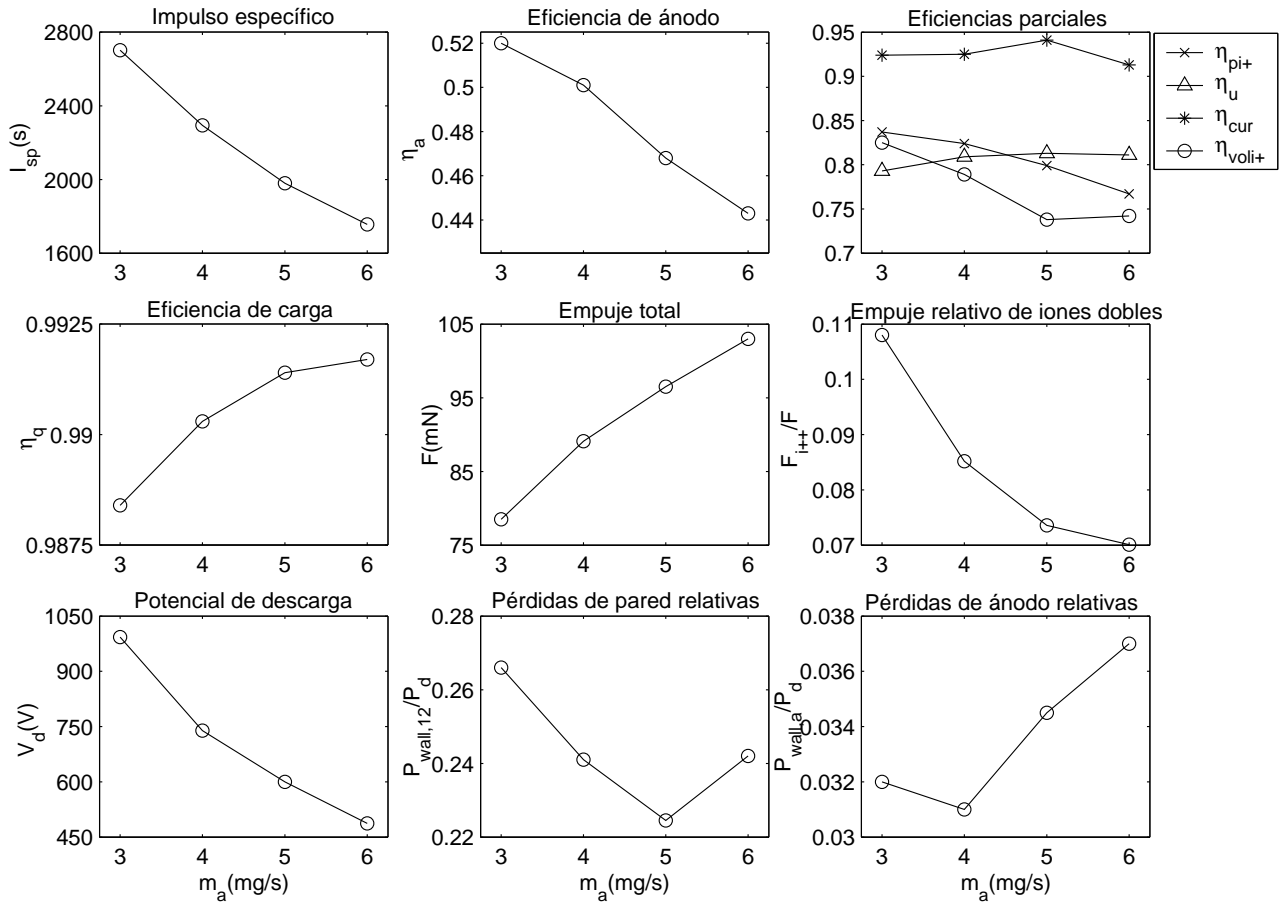 Impulso específico
2800
2400
2000
1600
I_sp(s)
3 4 5 6
Eficiencia de ánodo
0.52
0.5
0.48
0.46
0.44
η_a
3 4 5 6
Eficiencias parciales
0.95
0.9
0.85
0.8
0.75
0.7
3 4 5 6
η_pi+
η_u
η_cur
η_voli+
Eficiencia de carga
0.9925
0.99
0.9875
η_q
3 4 5 6
Empuje total
105
95
85
75
F(mN)
3 4 5 6
Empuje relativo de iones dobles
0.11
0.1
0.09
0.08
0.07
F_i++/F
3 4 5 6
Potencial de descarga
1050
900
750
600
450
V_d(V)
3 4 5 6
m_a(mg/s)
Pérdidas de pared relativas
0.28
0.26
0.24
0.22
P_wall,12/P_d
3 4 5 6
m_a(mg/s)
Pérdidas de ánodo relativas
0.038
0.036
0.034
0.032
0.03
P_wall,a/P_d
3 4 5 6
m_a(mg/s)